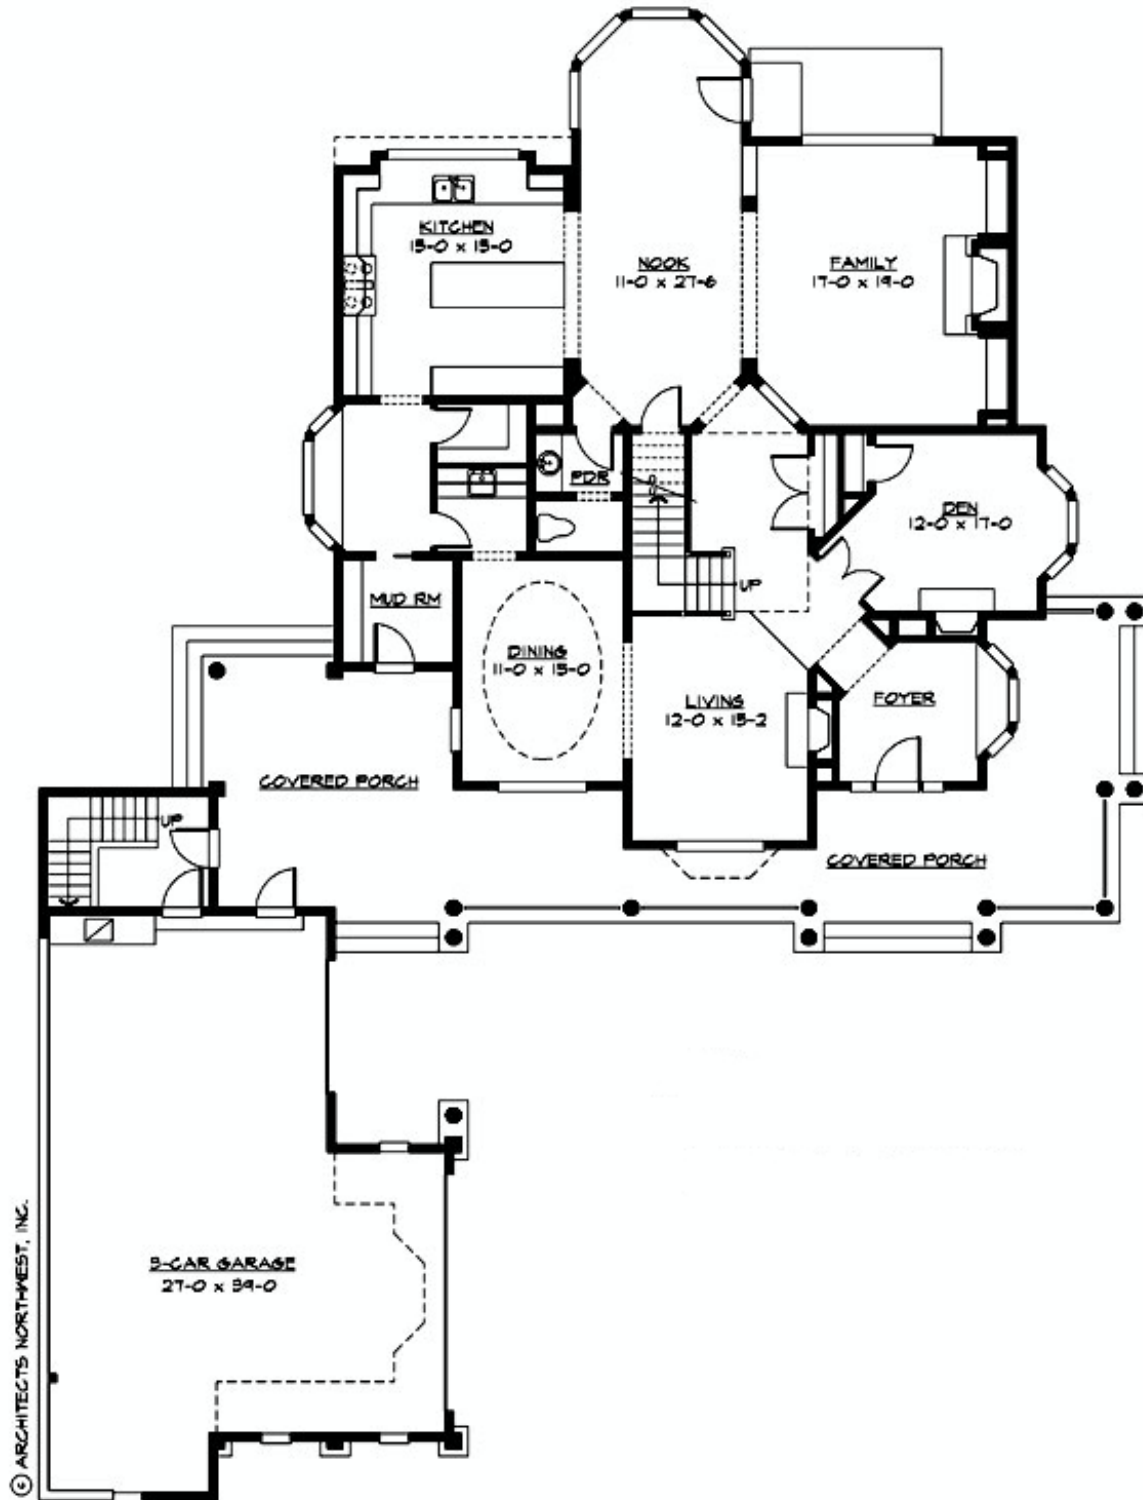 KITCHEN
15-0 x 15-0
NOOK
11-0 x 27-6
FAMILY
17-0 x 19-0
PDR
DEN
12-0 x 17-0
UP
MUD RM
DINING
11-0 x 15-0
LIVING
12-0 x 15-2
FOYER
COVERED PORCH
UP
COVERED PORCH
3-CAR GARAGE
27-0 x 39-0
© ARCHITECTS NORTHWEST, INC.